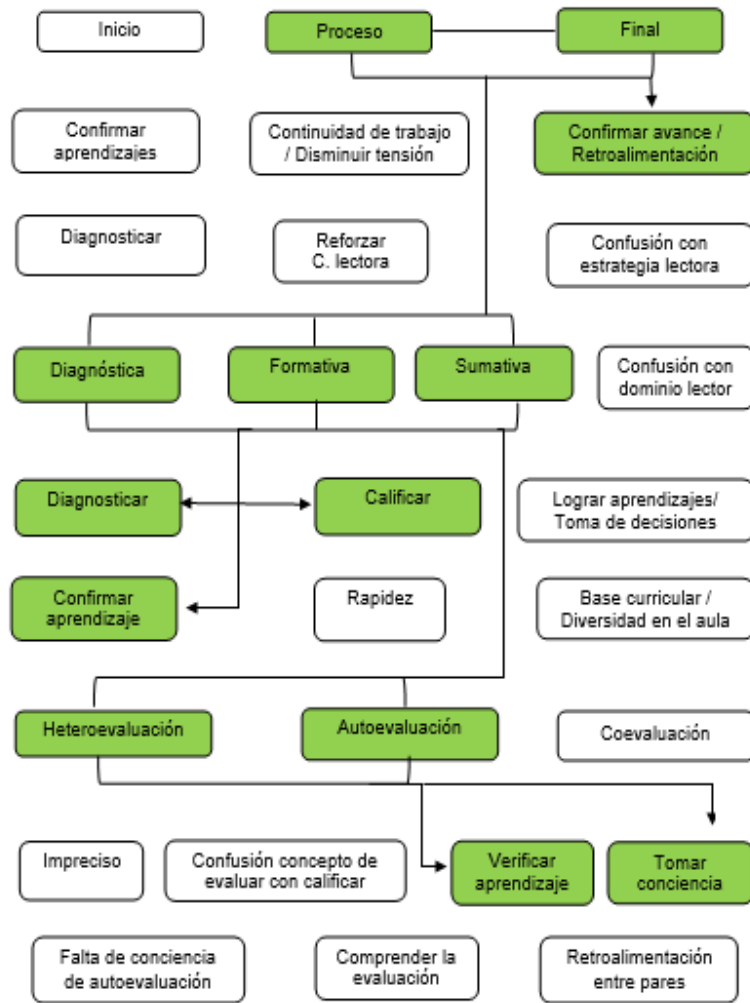 Inicio
Proceso
Final
Confirmar
aprendizajes
Continuidad de trabajo
/ Disminuir tensión
Confirmar avance /
Retroalimentación
Diagnosticar
Reforzar
C. lectora
Confusión con
estrategia lectora
Diagnóstica
Formativa
Sumativa
Confusión con
dominio lector
Diagnosticar
Calificar
Lograr aprendizajes/
Toma de decisiones
Confirmar
aprendizaje
Rapidez
Base curricular /
Diversidad en el aula
Heteroevaluación
Autoevaluación
Coevaluación
Impreciso
Confusión concepto de
evaluar con calificar
Verificar
aprendizaje
Tomar
conciencia
Falta de conciencia
de autoevaluación
Comprender la
evaluación
Retroalimentación
entre pares